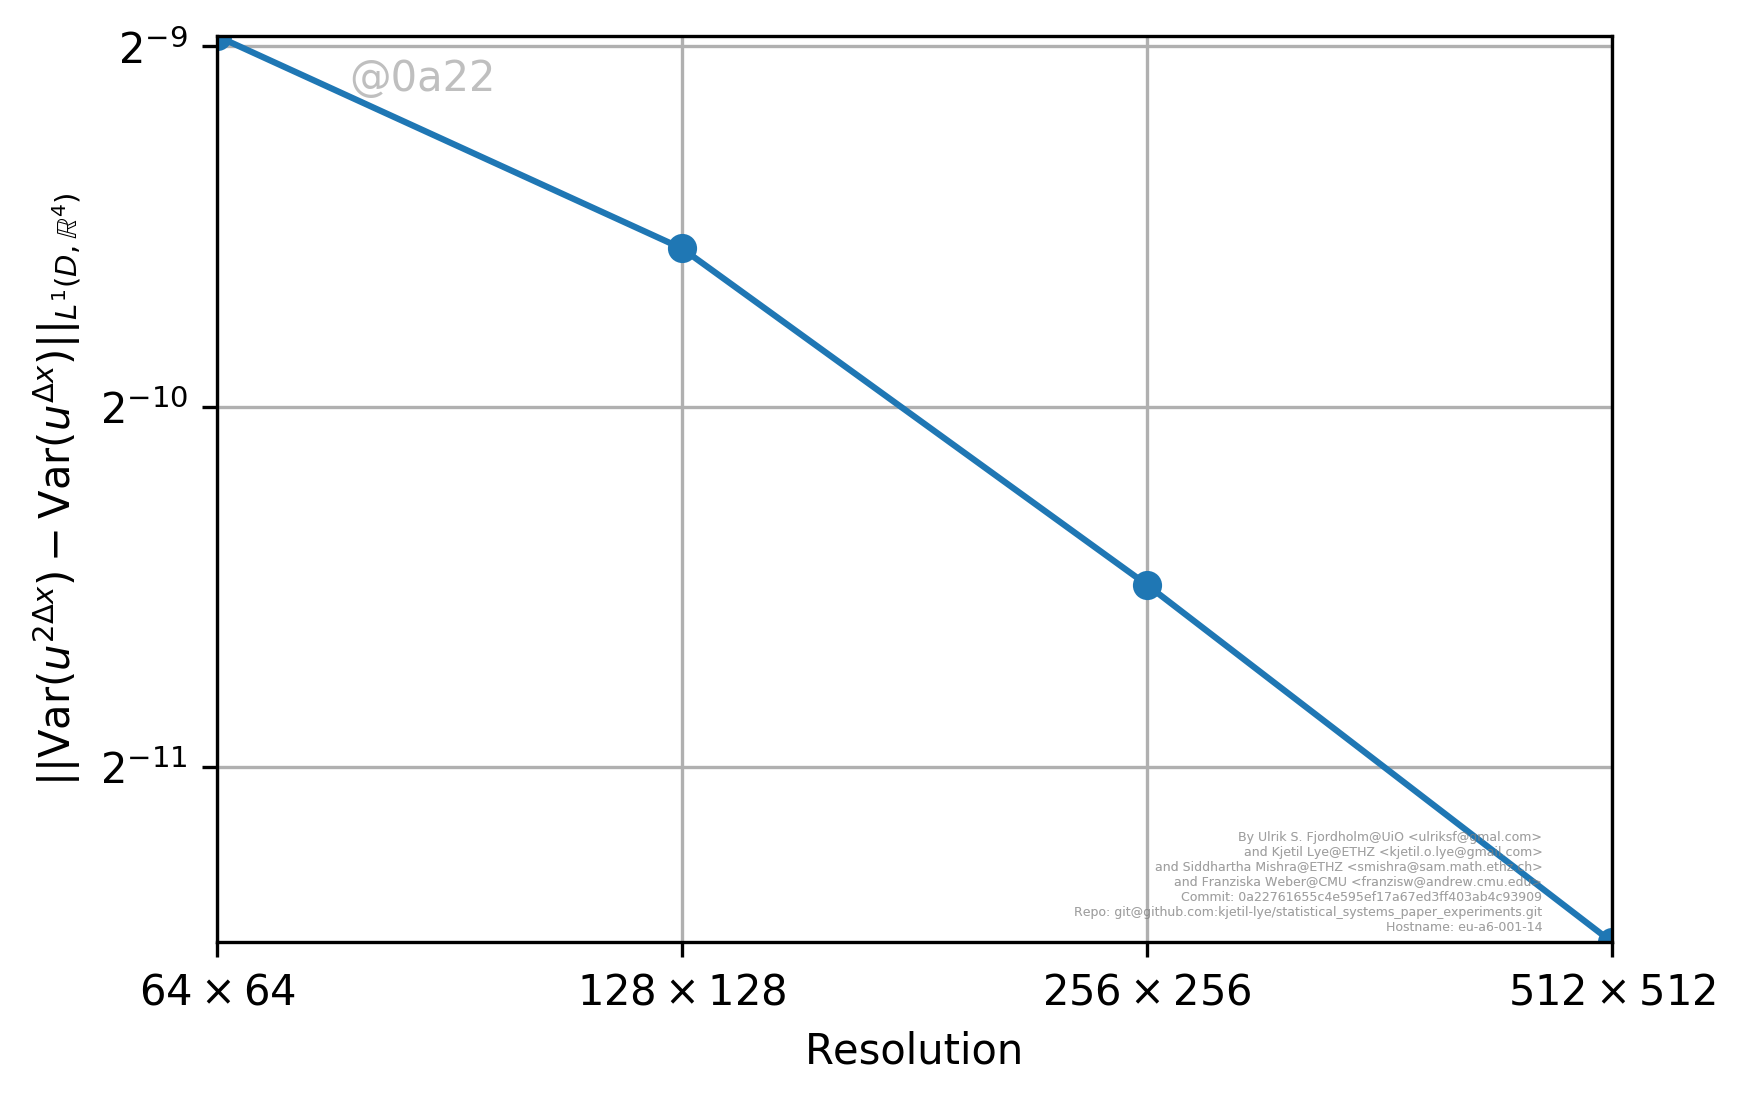 2⁻⁹
@0a22
2⁻¹⁰
2⁻¹¹
||Var(u^{2Δx}) − Var(u^{Δx})||_{L¹(D, ℝ⁴)}
By Ulrik S. Fjordholm@UiO <ulriksf@gmal.com>
and Kjetil Lye@ETHZ <kjetil.o.lye@gmail.com>
and Siddhartha Mishra@ETHZ <smishra@sam.math.ethz.ch>
and Franziska Weber@CMU <franzisw@andrew.cmu.edu>
Commit: 0a22761655c4e595ef17a67ed3ff403ab4c93909
Repo: git@github.com:kjetil-lye/statistical_systems_paper_experiments.git
Hostname: eu-a6-001-14
64 × 64
128 × 128
256 × 256
512 × 512
Resolution